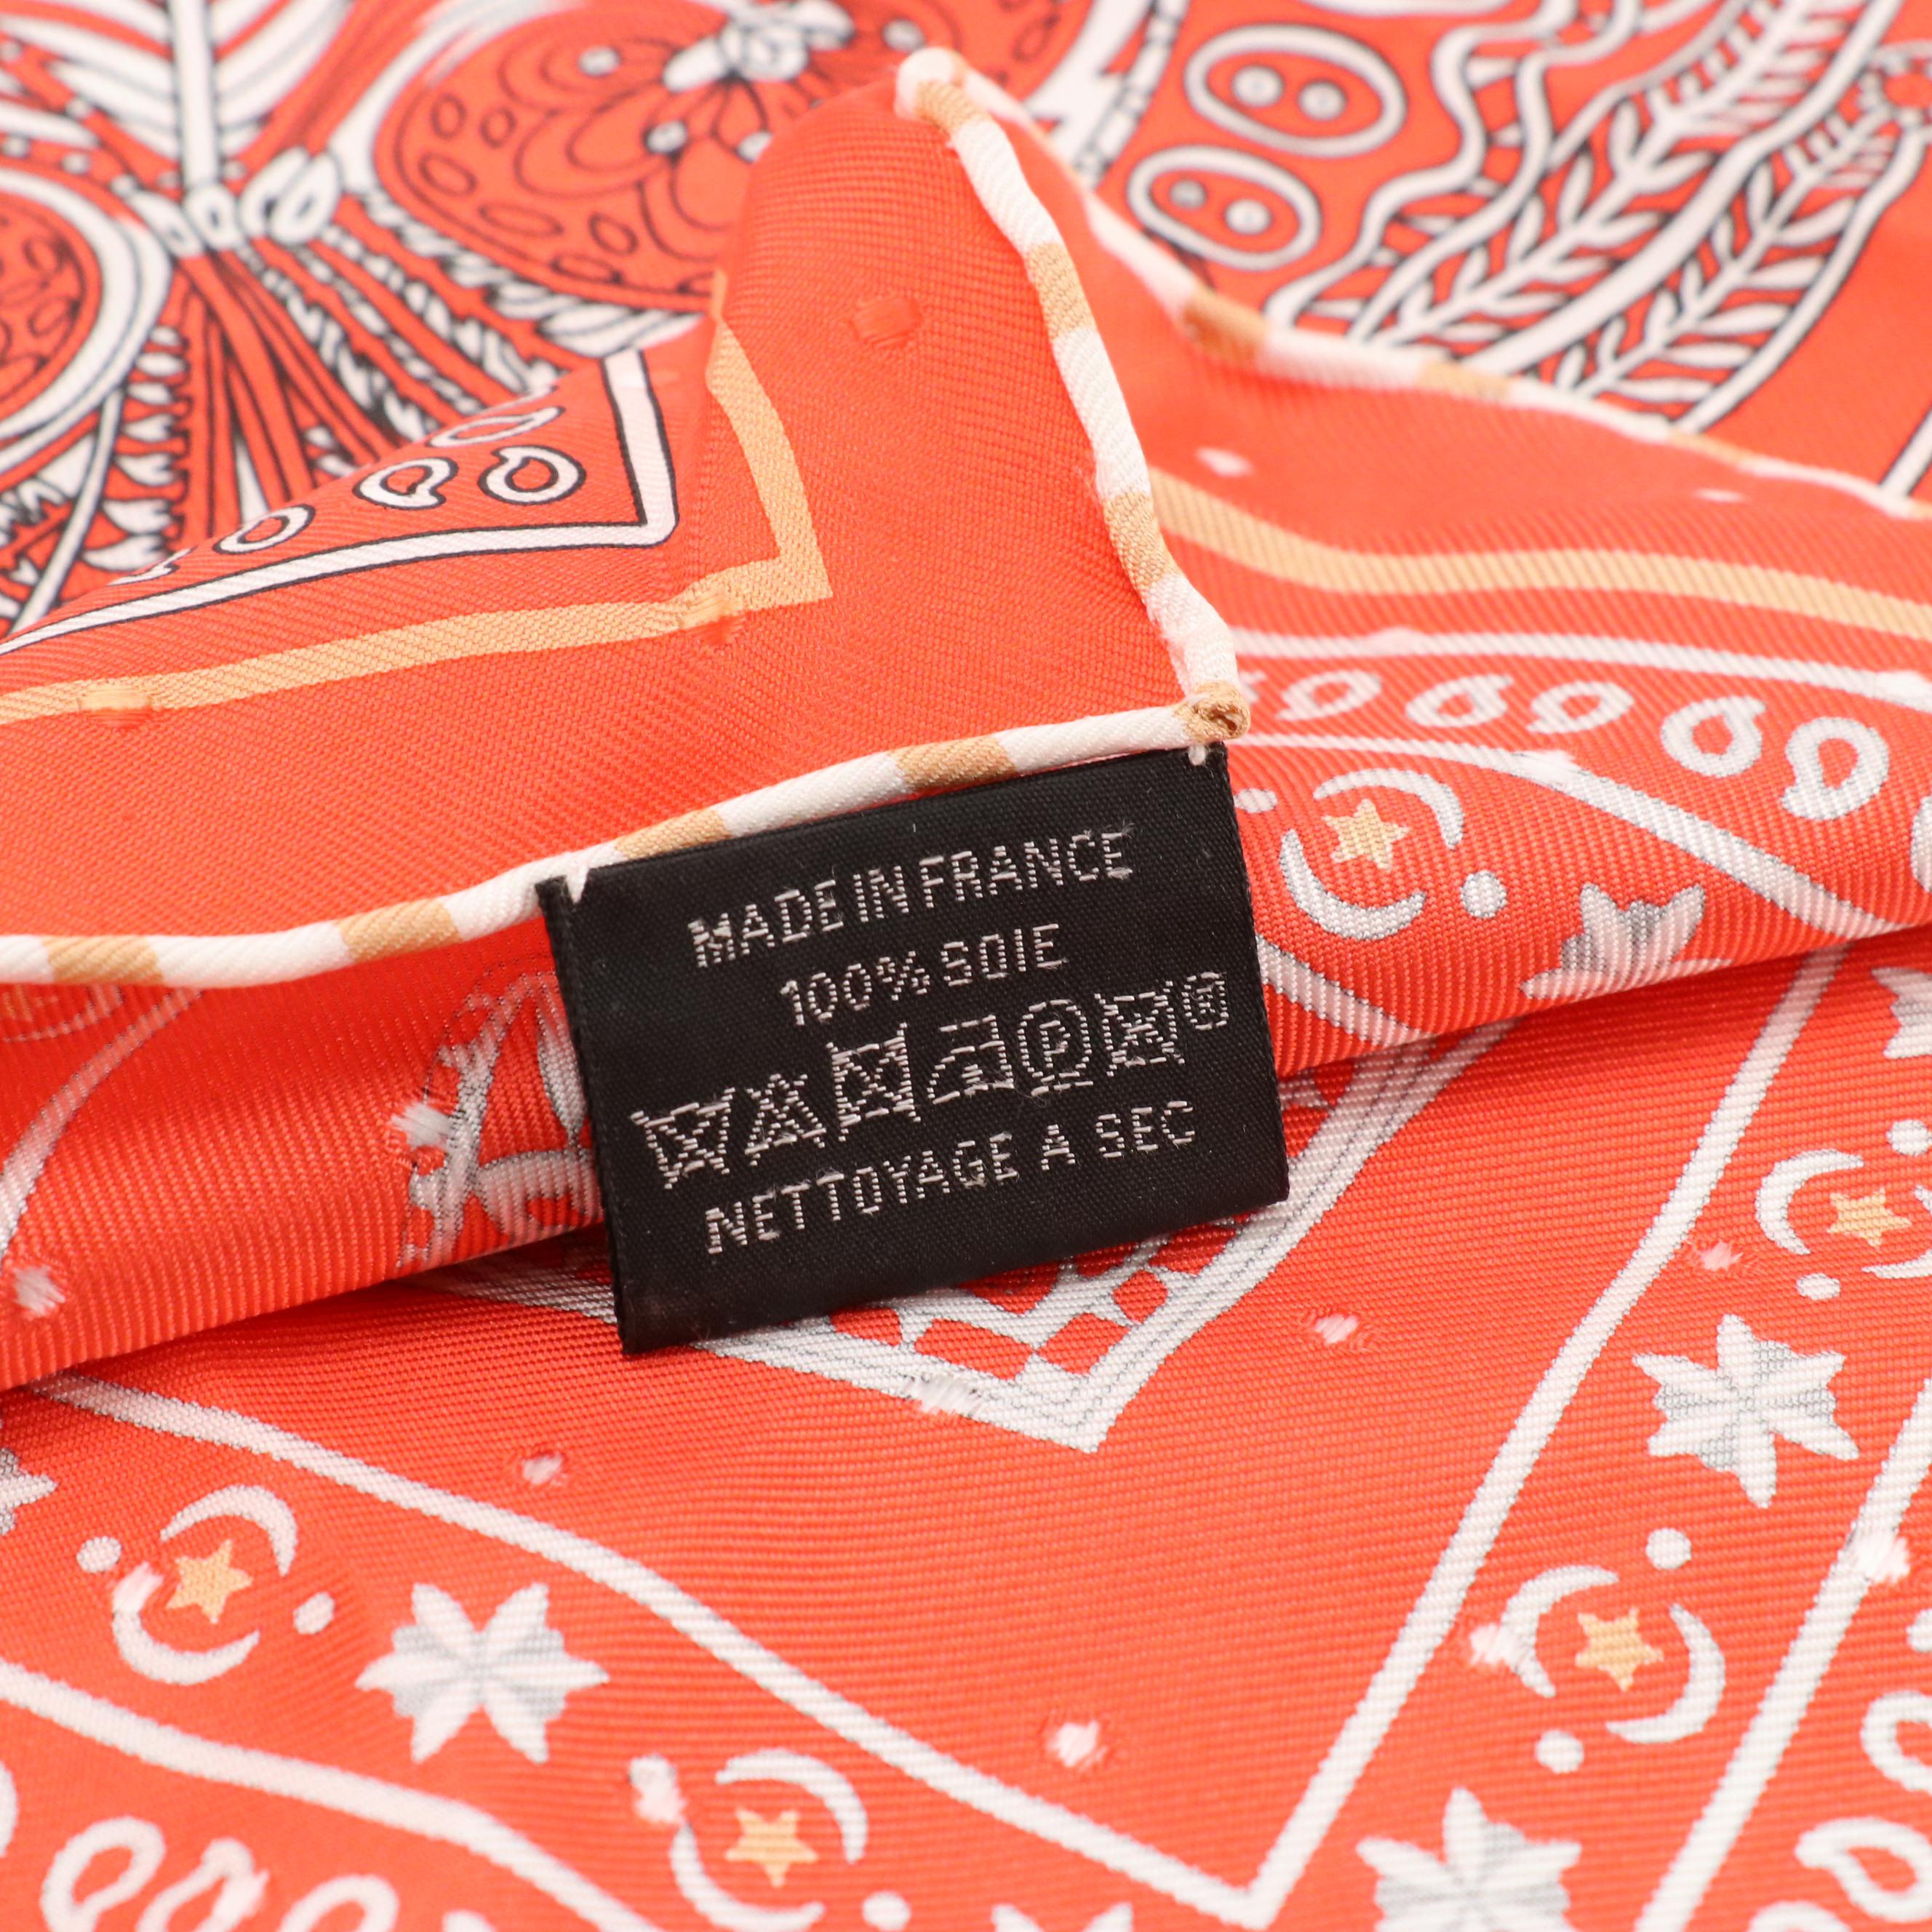 MADE IN FRANCE
100% SOIE
P ®
NETTOYAGE A SEC